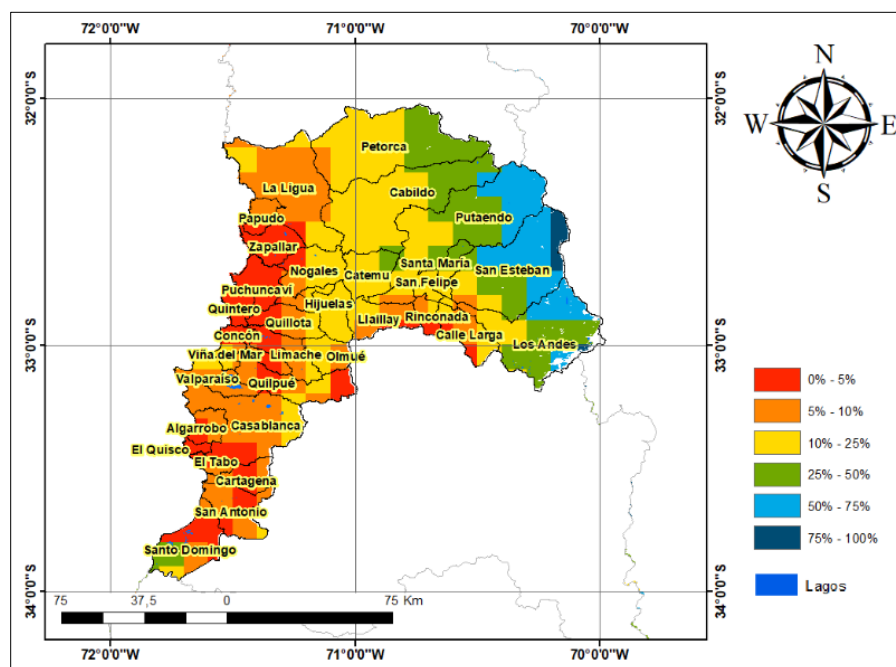 72°0'0"W 71°0'0"W 70°0'0"W
32°0'0"S 32°0'0"S
N
W E
S
Petorca
La Ligua
Cabildo
Papudo
Putaendo
Zapallar
Santa María
Nogales
Catemu
San Esteban
San Felipe
Puchuncaví
Hijuelas
Quintero
Quillota
Llaillay
Rinconada
Concón
Calle Larga
33°0'0"S 33°0'0"S
Los Andes
Viña del Mar
Limache
Olmué
Valparaíso
Quilpué
0% - 5%
5% - 10%
Algarrobo
Casablanca
El Quisco
10% - 25%
El Tabo
25% - 50%
Cartagena
50% - 75%
San Antonio
75% - 100%
Santo Domingo
Lagos
34°0'0"S 34°0'0"S
75 37,5 0 75 Km
72°0'0"W 71°0'0"W 70°0'0"W